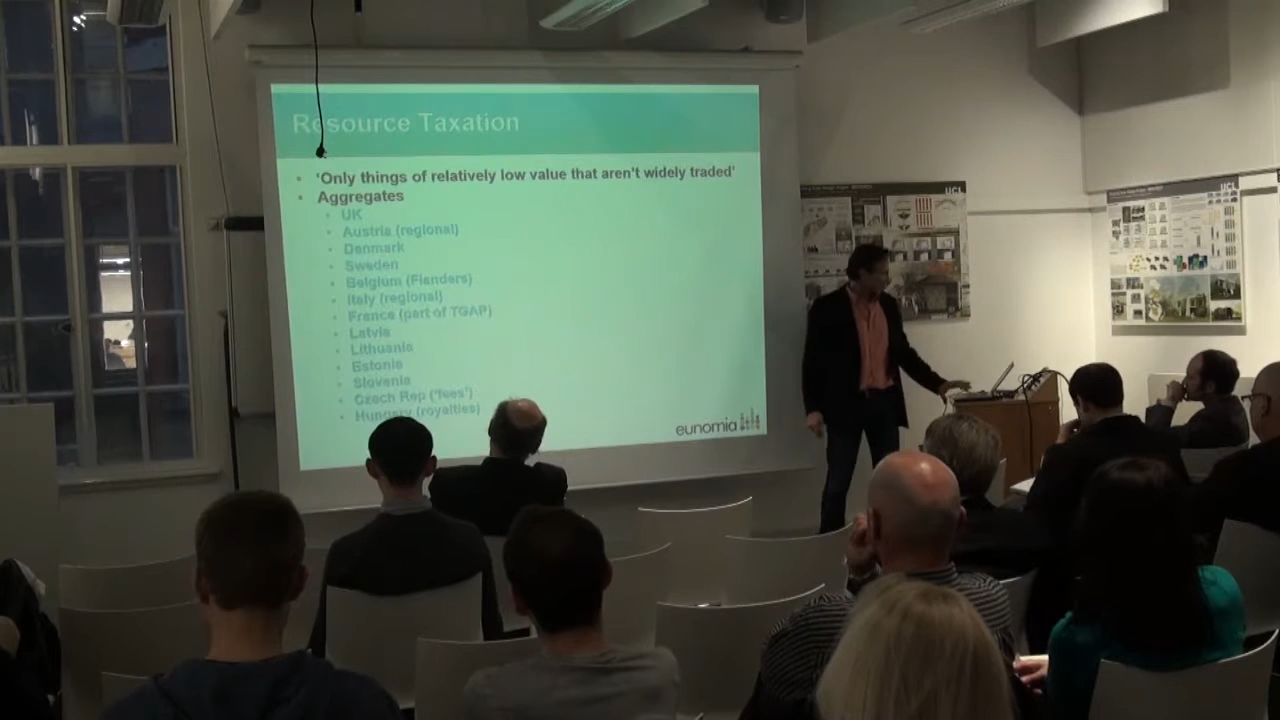 Resource Taxation
'Only things of relatively low value that aren't widely traded'
Aggregates
UK
Austria (regional)
Denmark
Sweden
Belgium (Flanders)
Italy (regional)
France (part of TGAP)
Latvia
Lithuania
Estonia
Slovenia
Czech Rep ('fees')
Hungary (royalties)
eunomia
UCL
UCL